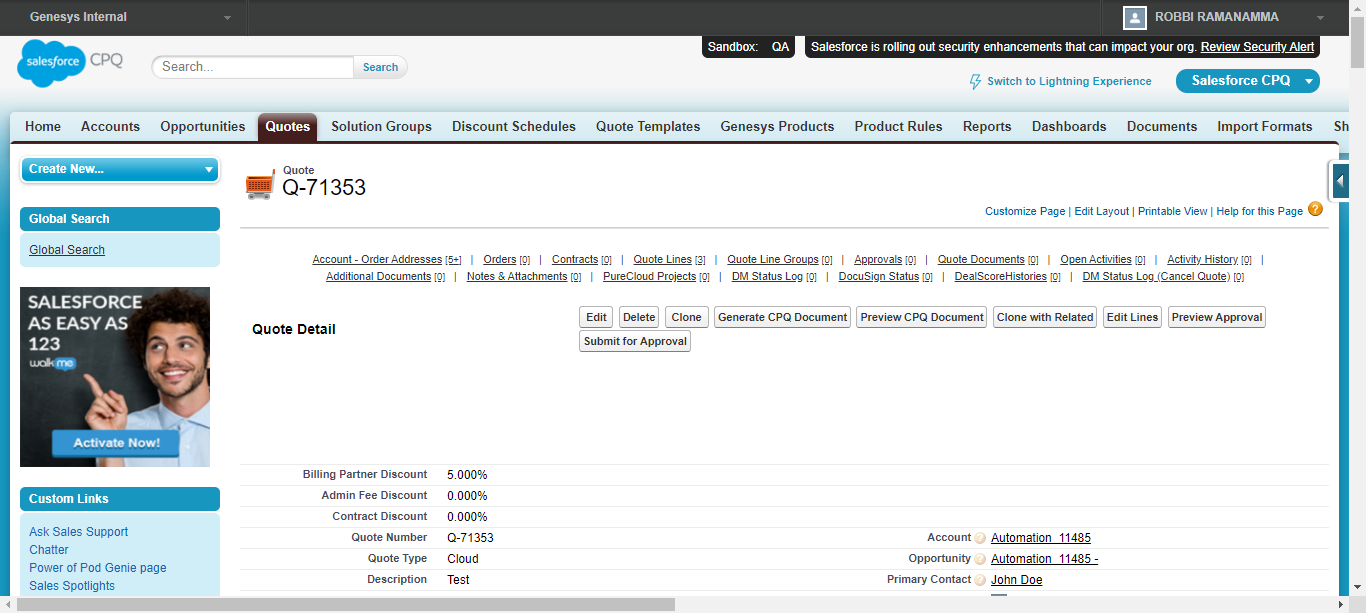 Genesys Internal
ROBBI RAMANAMMA
salesforce CPQ
Search...
Search
Sandbox: QA
Salesforce is rolling out security enhancements that can impact your org. Review Security Alert
Switch to Lightning Experience
Salesforce CPQ
Home Accounts Opportunities Quotes Solution Groups Discount Schedules Quote Templates Genesys Products Product Rules Reports Dashboards Documents Import Formats Sh
Create New...
Global Search
Global Search
SALESFORCE
AS EASY AS
123
walkme
Activate Now!
Custom Links
Ask Sales Support
Chatter
Power of Pod Genie page
Sales Spotlights
Quote
Q-71353
Customize Page | Edit Layout | Printable View | Help for this Page ?
Account - Order Addresses [5+] | Orders [0] | Contracts [0] | Quote Lines [3] | Quote Line Groups [0] | Approvals [0] | Quote Documents [0] | Open Activities [0] | Activity History [0] |
Additional Documents [0] | Notes & Attachments [0] | PureCloud Projects [0] | DM Status Log [0] | DocuSign Status [0] | DealScoreHistories [0] | DM Status Log (Cancel Quote) [0]
Quote Detail
Edit Delete Clone Generate CPQ Document Preview CPQ Document Clone with Related Edit Lines Preview Approval
Submit for Approval
Billing Partner Discount 5.000%
Admin Fee Discount 0.000%
Contract Discount 0.000%
Quote Number Q-71353 Account ? Automation_11485
Quote Type Cloud Opportunity ? Automation_11485 -
Description Test Primary Contact ? John Doe